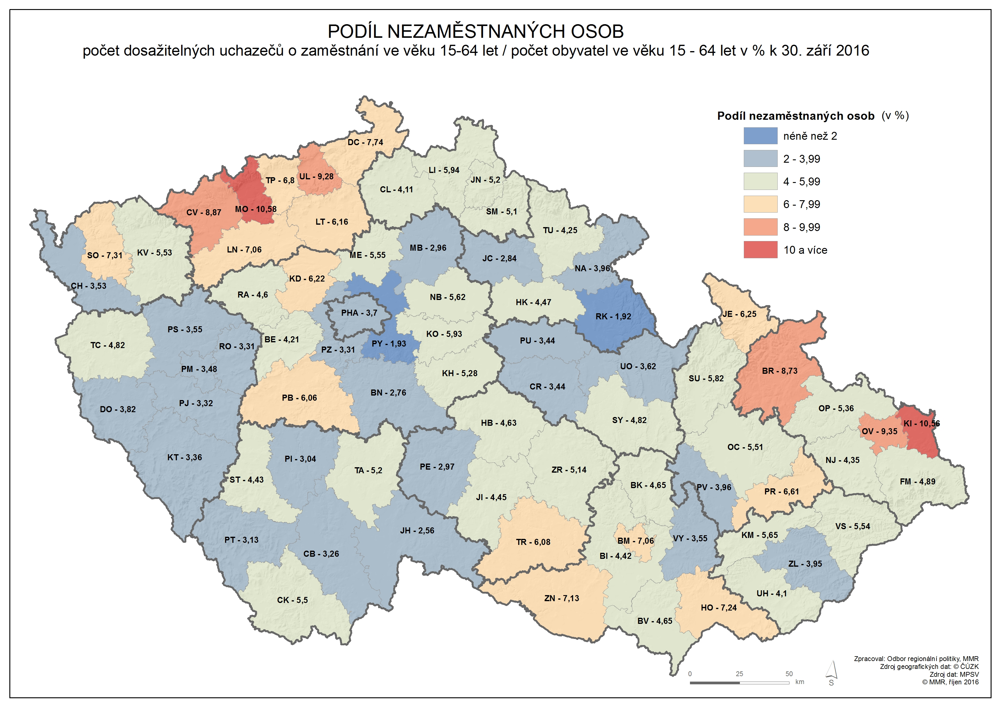 PODÍL NEZAMĚSTNANÝCH OSOB
počet dosažitelných uchazečů o zaměstnání ve věku 15-64 let / počet obyvatel ve věku 15 - 64 let v % k 30. září 2016
Podíl nezaměstnaných osob (v %)
néně než 2
2 - 3,99
4 - 5,99
6 - 7,99
8 - 9,99
10 a více
DC - 7,74
LI - 5,94
UL - 9,28
TP - 6,8
JN - 5,2
CL - 4,11
MO - 10,58
CV - 8,87
SM - 5,1
LT - 6,16
TU - 4,25
MB - 2,96
LN - 7,06
KV - 5,53
SO - 7,31
ME - 5,55
JC - 2,84
NA - 3,96
KD - 6,22
CH - 3,53
RA - 4,6
NB - 5,62
HK - 4,47
PHA - 3,7
JE - 6,25
RK - 1,92
PS - 3,55
KO - 5,93
BE - 4,21
PU - 3,44
PY - 1,93
TC - 4,82
RO - 3,31
PZ - 3,31
UO - 3,62
PM - 3,48
BR - 8,73
KH - 5,28
SU - 5,82
CR - 3,44
BN - 2,76
PB - 6,06
PJ - 3,32
OP - 5,36
DO - 3,82
SY - 4,82
HB - 4,63
KI - 10,56
OV - 9,35
OC - 5,51
KT - 3,36
PI - 3,04
NJ - 4,35
PE - 2,97
TA - 5,2
ZR - 5,14
ST - 4,43
FM - 4,89
BK - 4,65
PV - 3,96
PR - 6,61
JI - 4,45
VS - 5,54
JH - 2,56
KM - 5,65
VY - 3,55
PT - 3,13
BM - 7,06
TR - 6,08
CB - 3,26
BI - 4,42
ZL - 3,95
UH - 4,1
ZN - 7,13
CK - 5,5
HO - 7,24
BV - 4,65
Zpracoval: Odbor regionální politiky, MMR
Zdroj geografických dat: © ČÚZK
Zdroj dat: MPSV
© MMR, říjen 2016
0 25 50
km
S